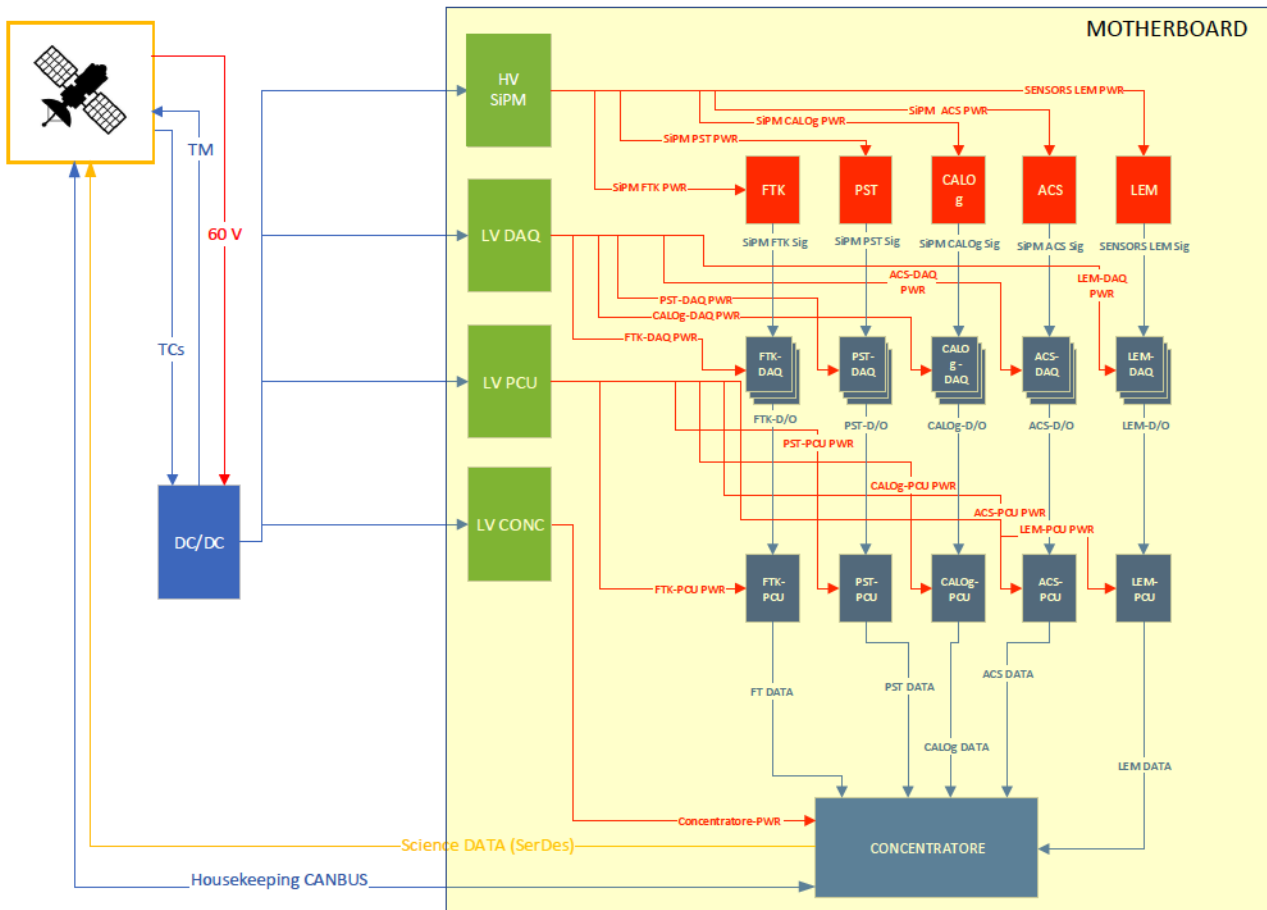 MOTHERBOARD
HV
SiPM
SENSORS LEM PWR
SiPM ACS PWR
SiPM CALOg PWR
SiPM PST PWR
SiPM FTK PWR
TM
60 V
TCs
FTK
PST
CALO
g
ACS
LEM
SiPM FTK Sig
SiPM PST Sig
SiPM CALOg Sig
SiPM ACS Sig
SENSORS LEM Sig
LV DAQ
ACS-DAQ
PWR
LEM-DAQ
PWR
PST-DAQ PWR
CALOg-DAQ PWR
FTK-DAQ PWR
FTK-
DAQ
PST-
DAQ
CALO
g -
DAQ
ACS-
DAQ
LEM-
DAQ
LV PCU
FTK-D/O
PST-D/O
CALOg-D/O
ACS-D/O
LEM-D/O
PST-PCU PWR
CALOg-PCU PWR
ACS-PCU PWR
LEM-PCU PWR
FTK-PCU PWR
DC/DC
LV CONC
FTK-
PCU
PST-
PCU
CALOg-
PCU
ACS-
PCU
LEM-
PCU
FT DATA
PST DATA
CALOg DATA
ACS DATA
LEM DATA
Concentratore-PWR
CONCENTRATORE
Science DATA (SerDes)
Housekeeping CANBUS